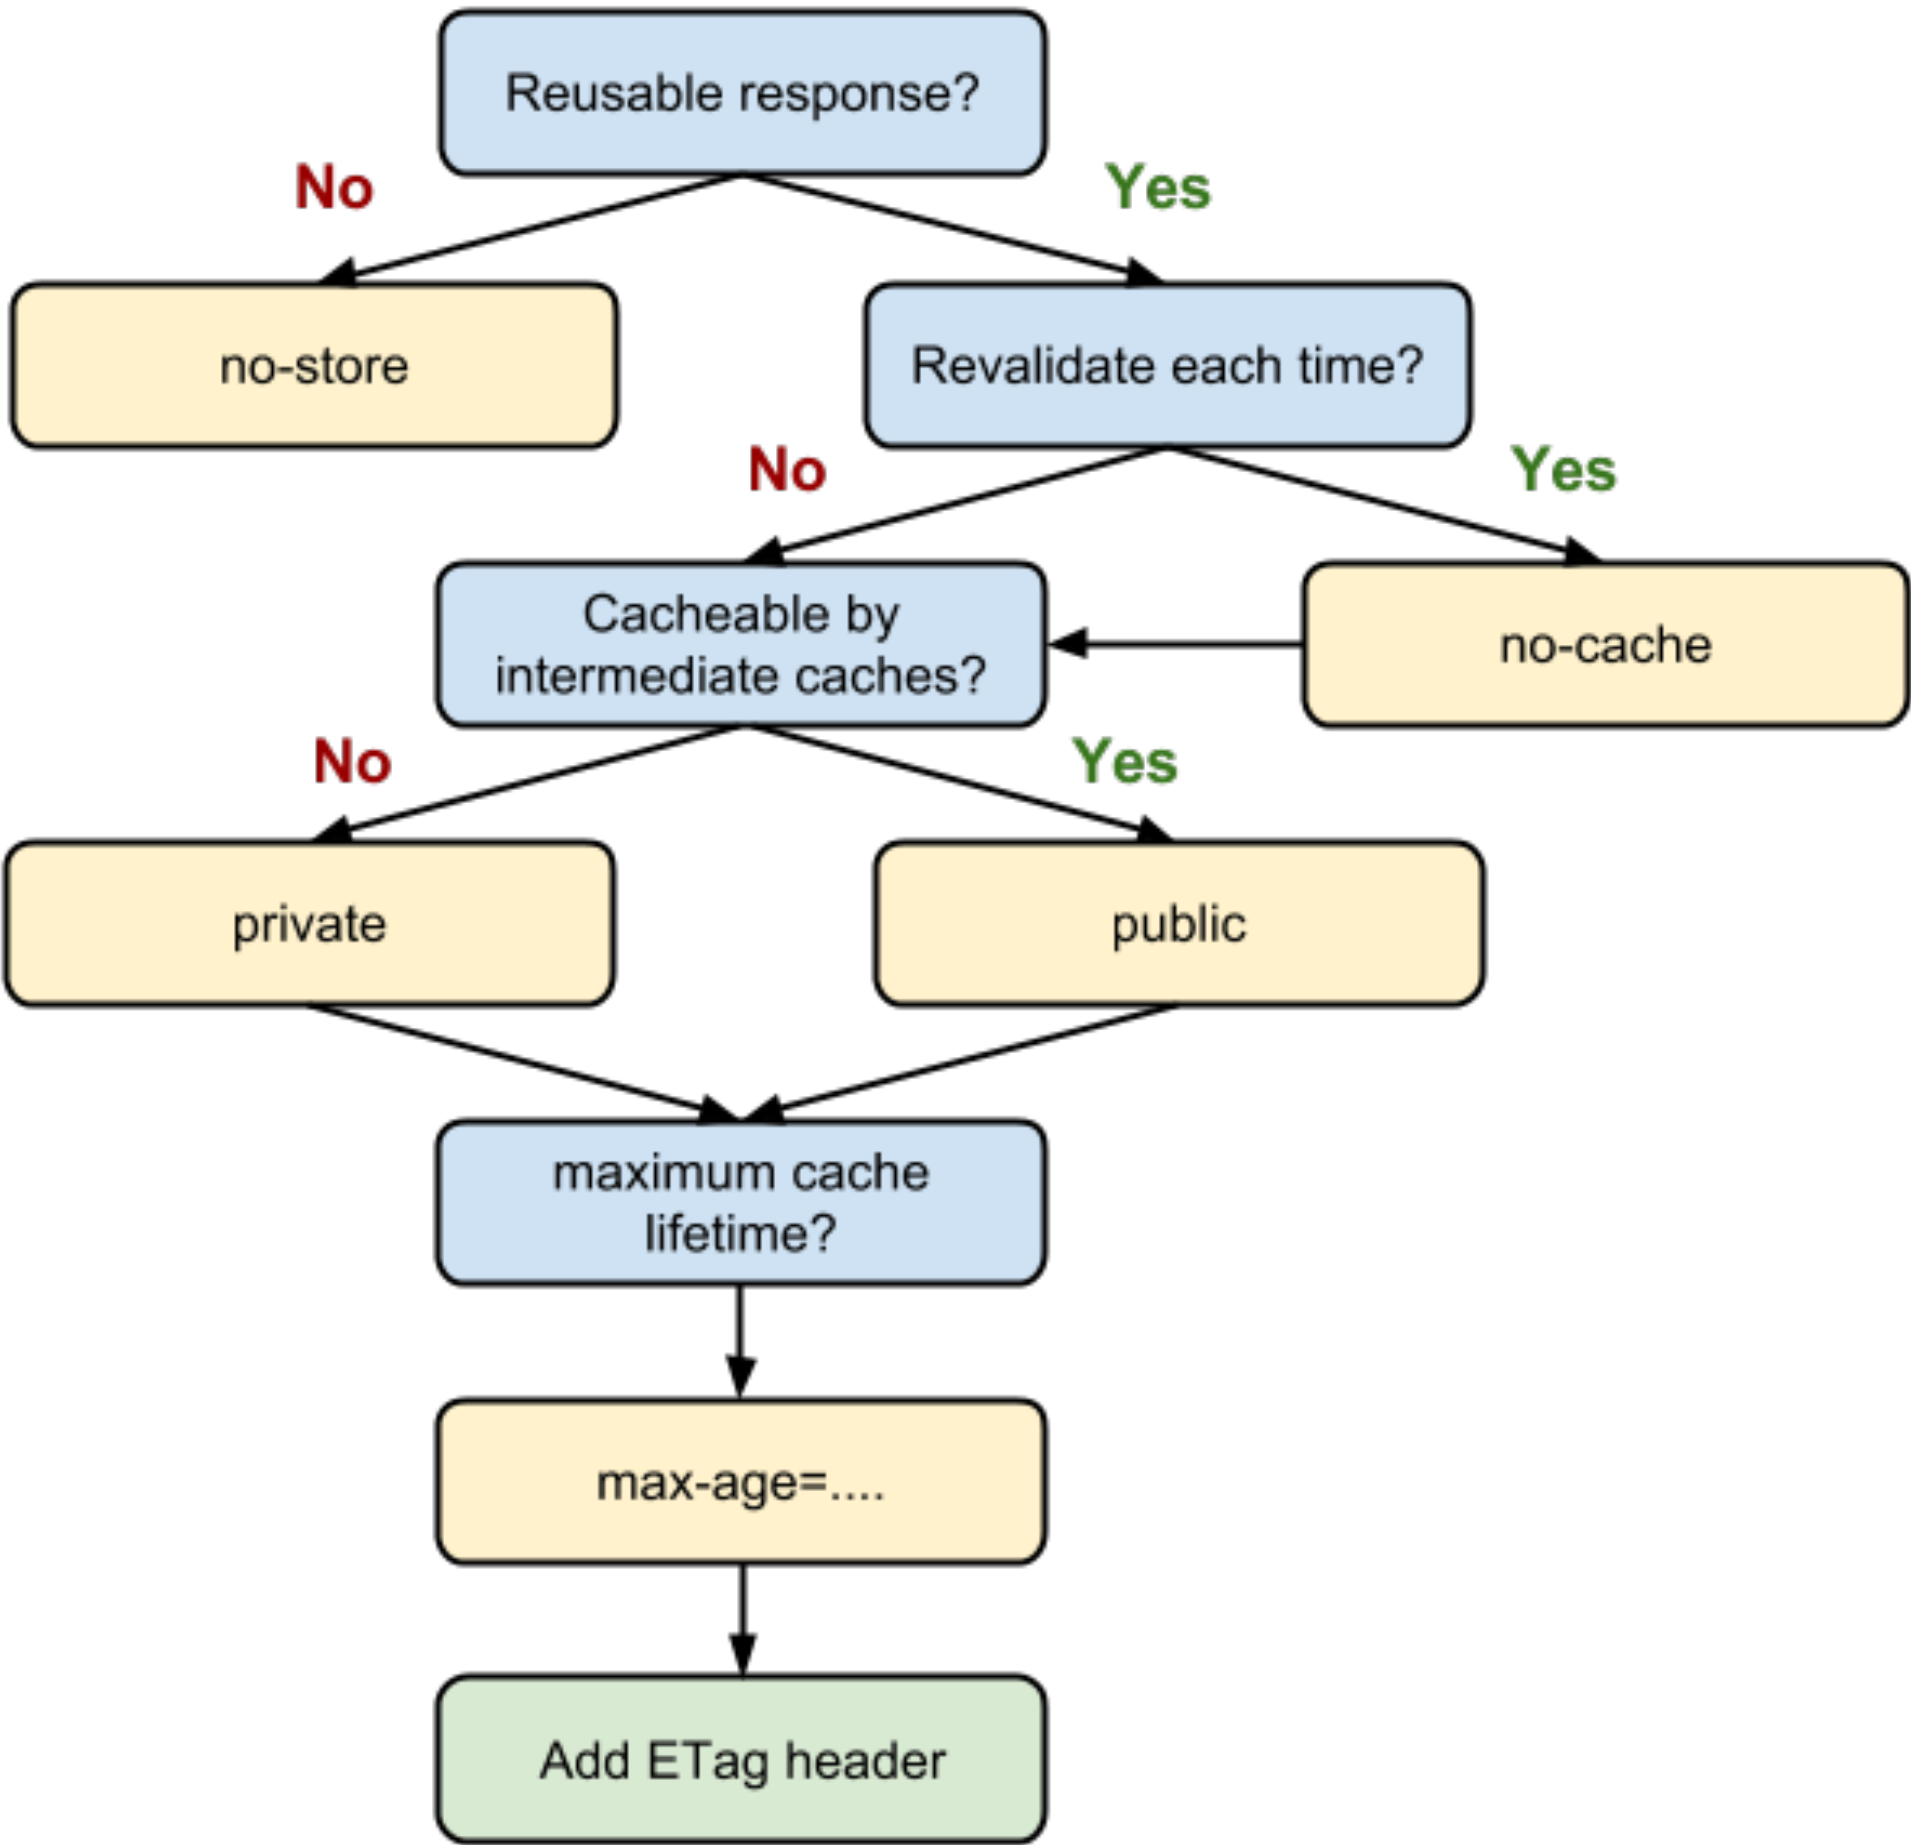 Reusable response?
No
Yes
no-store
Revalidate each time?
No
Yes
Cacheable by
intermediate caches?
no-cache
No
Yes
private
public
maximum cache
lifetime?
max-age=....
Add ETag header